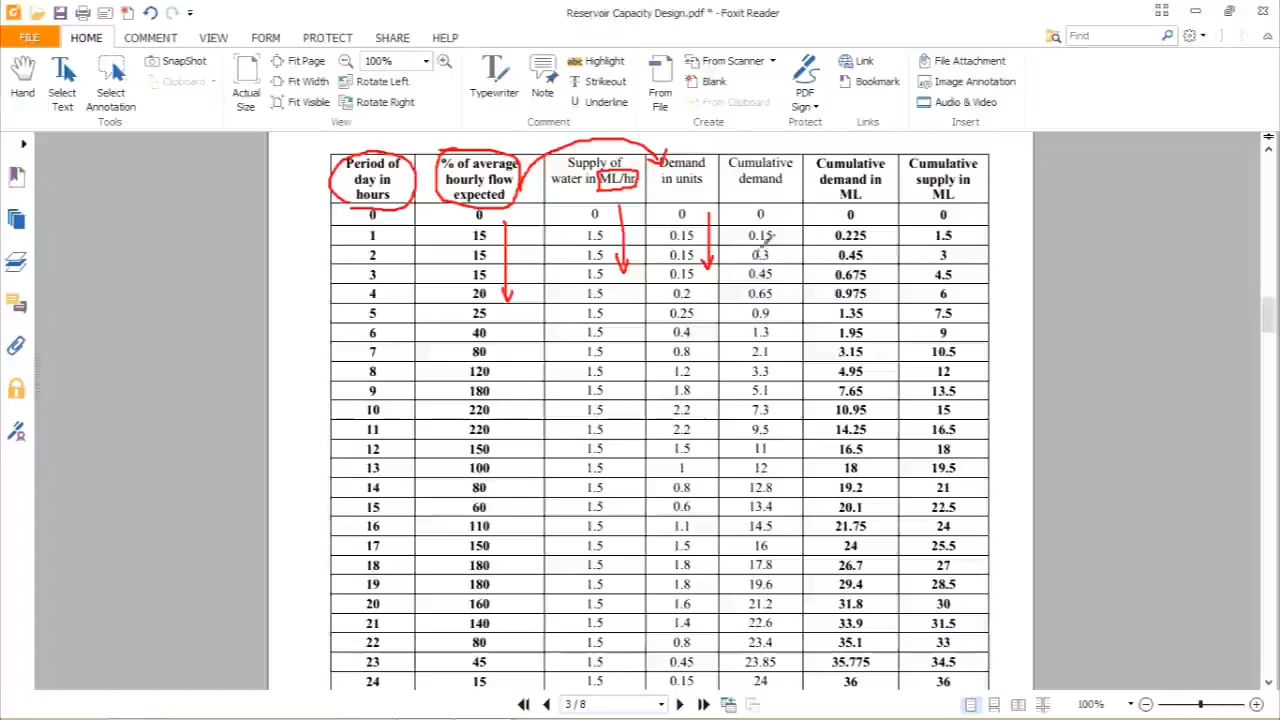 Reservoir Capacity Design.pdf * - Foxit Reader
FILE HOME COMMENT VIEW FORM PROTECT SHARE HELP Find
Hand
Select Text
Select Annotation
SnapShot
Clipboard
Tools
Actual Size
Fit Page
Fit Width
Fit Visible
100%
Rotate Left
Rotate Right
View
Typewriter
Note
Highlight
Strikeout
Underline
Comment
From File
From Scanner
Blank
From Clipboard
Create
PDF Sign
Protect
Link
Bookmark
Links
File Attachment
Image Annotation
Audio & Video
Insert
Period of day in hours % of average hourly flow expected Supply of water in ML/hr Demand in units Cumulative demand Cumulative demand in ML Cumulative supply in ML
0 0 0 0 0 0 0
1 15 1.5 0.15 0.15 0.225 1.5
2 15 1.5 0.15 0.3 0.45 3
3 15 1.5 0.15 0.45 0.675 4.5
4 20 1.5 0.2 0.65 0.975 6
5 25 1.5 0.25 0.9 1.35 7.5
6 40 1.5 0.4 1.3 1.95 9
7 80 1.5 0.8 2.1 3.15 10.5
8 120 1.5 1.2 3.3 4.95 12
9 180 1.5 1.8 5.1 7.65 13.5
10 220 1.5 2.2 7.3 10.95 15
11 220 1.5 2.2 9.5 14.25 16.5
12 150 1.5 1.5 11 16.5 18
13 100 1.5 1 12 18 19.5
14 80 1.5 0.8 12.8 19.2 21
15 60 1.5 0.6 13.4 20.1 22.5
16 110 1.5 1.1 14.5 21.75 24
17 150 1.5 1.5 16 24 25.5
18 180 1.5 1.8 17.8 26.7 27
19 180 1.5 1.8 19.6 29.4 28.5
20 160 1.5 1.6 21.2 31.8 30
21 140 1.5 1.4 22.6 33.9 31.5
22 80 1.5 0.8 23.4 35.1 33
23 45 1.5 0.45 23.85 35.775 34.5
24 15 1.5 0.15 24 36 36
3 / 8
100%